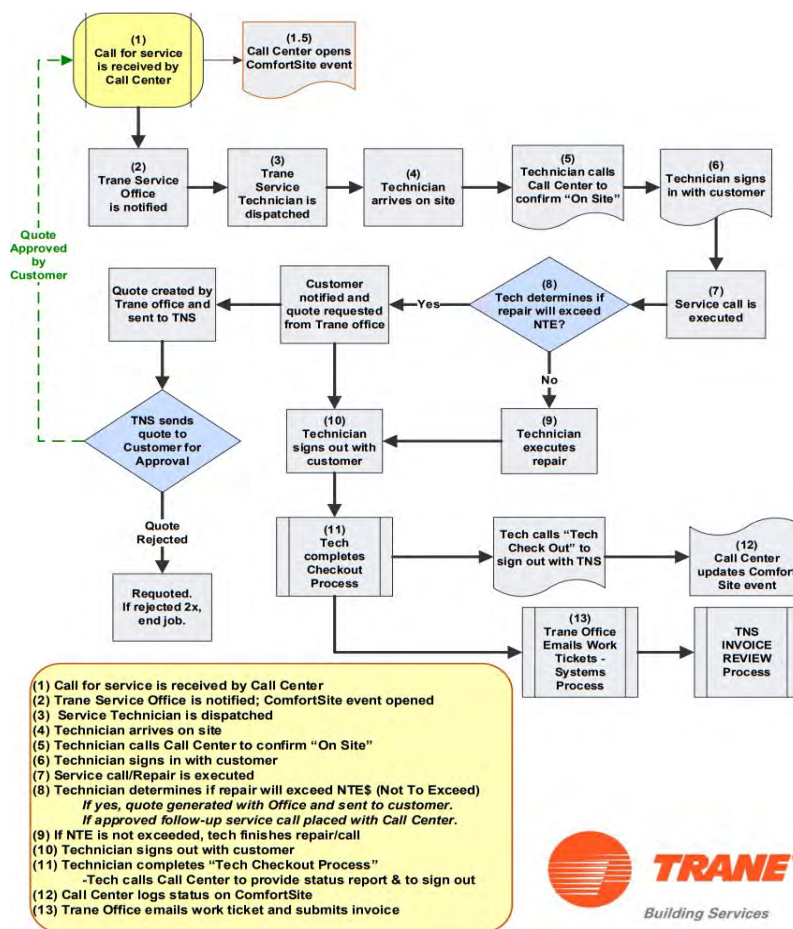 (1)
Call for service
is received by
Call Center
(1.5)
Call Center opens
ComfortSite event
(2)
Trane Service
Office
is notified
(3)
Trane
Service
Technician is
dispatched
(4)
Technician
arrives on site
(5)
Technician calls
Call Center to
confirm “On Site”
(6)
Technician signs
in with customer
Quote
Approved
by
Customer
Quote created by
Trane office and
sent to TNS
Customer
notified and
quote requested
from Trane office
Yes
(8)
Tech determines if
repair will exceed
NTE?
(7)
Service call is
executed
No
TNS sends
quote to
Customer for
Approval
(10)
Technician
signs out with
customer
(9)
Technician
executes
repair
Quote
Rejected
(11)
Tech
completes
Checkout
Process
Tech calls “Tech
Check Out” to
sign out with TNS
(12)
Call Center
updates Comfort
Site event
Requoted.
If rejected 2x,
end job.
(13)
Trane Office
Emails Work
Tickets -
Systems
Process
TNS
INVOICE
REVIEW
Process
(1) Call for service is received by Call Center
(2) Trane Service Office is notified; ComfortSite event opened
(3) Service Technician is dispatched
(4) Technician arrives on site
(5) Technician calls Call Center to confirm “On Site”
(6) Technician signs in with customer
(7) Service call/Repair is executed
(8) Technician determines if repair will exceed NTE$ (Not To Exceed)
If yes, quote generated with Office and sent to customer.
If approved follow-up service call placed with Call Center.
(9) If NTE is not exceeded, tech finishes repair/call
(10) Technician signs out with customer
(11) Technician completes “Tech Checkout Process”
-Tech calls Call Center to provide status report & to sign out
(12) Call Center logs status on ComfortSite
(13) Trane Office emails work ticket and submits invoice
TRANE
Building Services